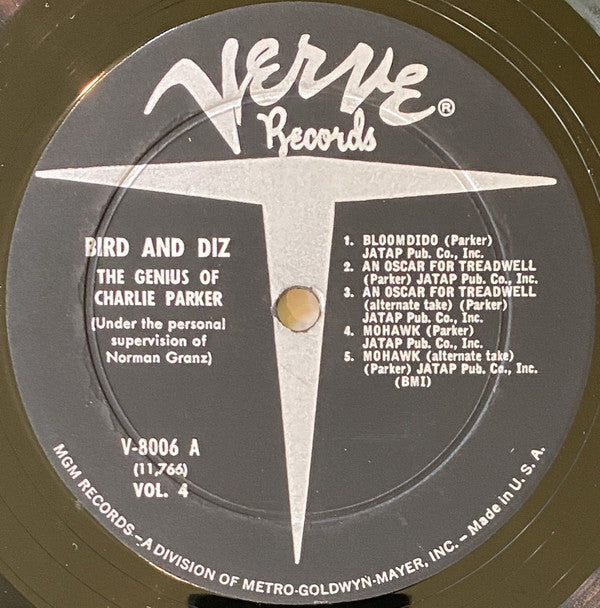 Verve®
Records
BIRD AND DIZ
THE GENIUS OF
CHARLIE PARKER
(Under the personal
supervision of
Norman Granz)
V-8006 A
(11,766)
VOL. 4
1. BLOOMDIDO (Parker)
JATAP Pub. Co., Inc.
2. AN OSCAR FOR TREADWELL
(Parker) JATAP Pub. Co., Inc.
3. AN OSCAR FOR TREADWELL
(alternate take) (Parker)
JATAP Pub. Co., Inc.
4. MOHAWK (Parker)
JATAP Pub. Co., Inc.
5. MOHAWK (alternate take)
(Parker) JATAP Pub. Co., Inc.
(BMI)
MGM RECORDS–A DIVISION OF METRO-GOLDWYN-MAYER, INC.–Made in U. S. A.